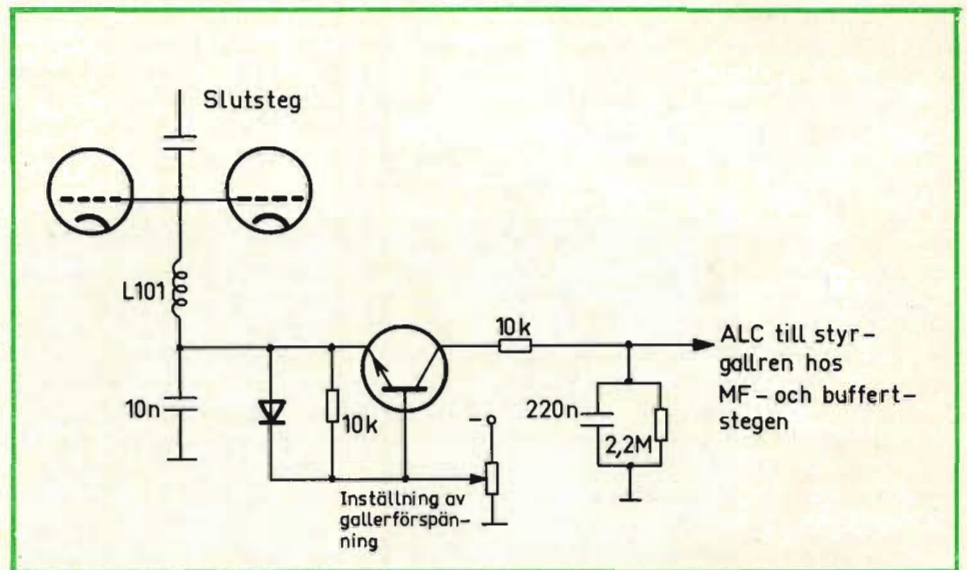 Slutsteg
L101
10n
10k
10k
220n
2,2M
ALC till styr-
gallren hos
MF- och buffert-
stegen
-
Inställning av
gallerförspän-
ning